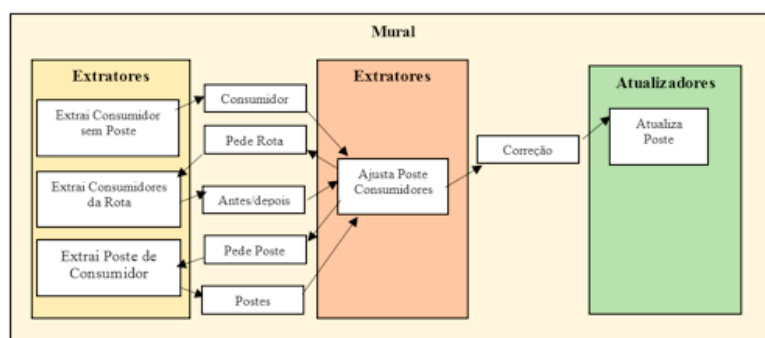 Mural
Extratores
Extrai Consumidor
sem Poste
Extrai Consumidores
da Rota
Extrai Poste de
Consumidor
Consumidor
Pede Rota
Antes/depois
Pede Poste
Postes
Extratores
Ajusta Poste
Consumidores
Correção
Atualizadores
Atualiza
Poste